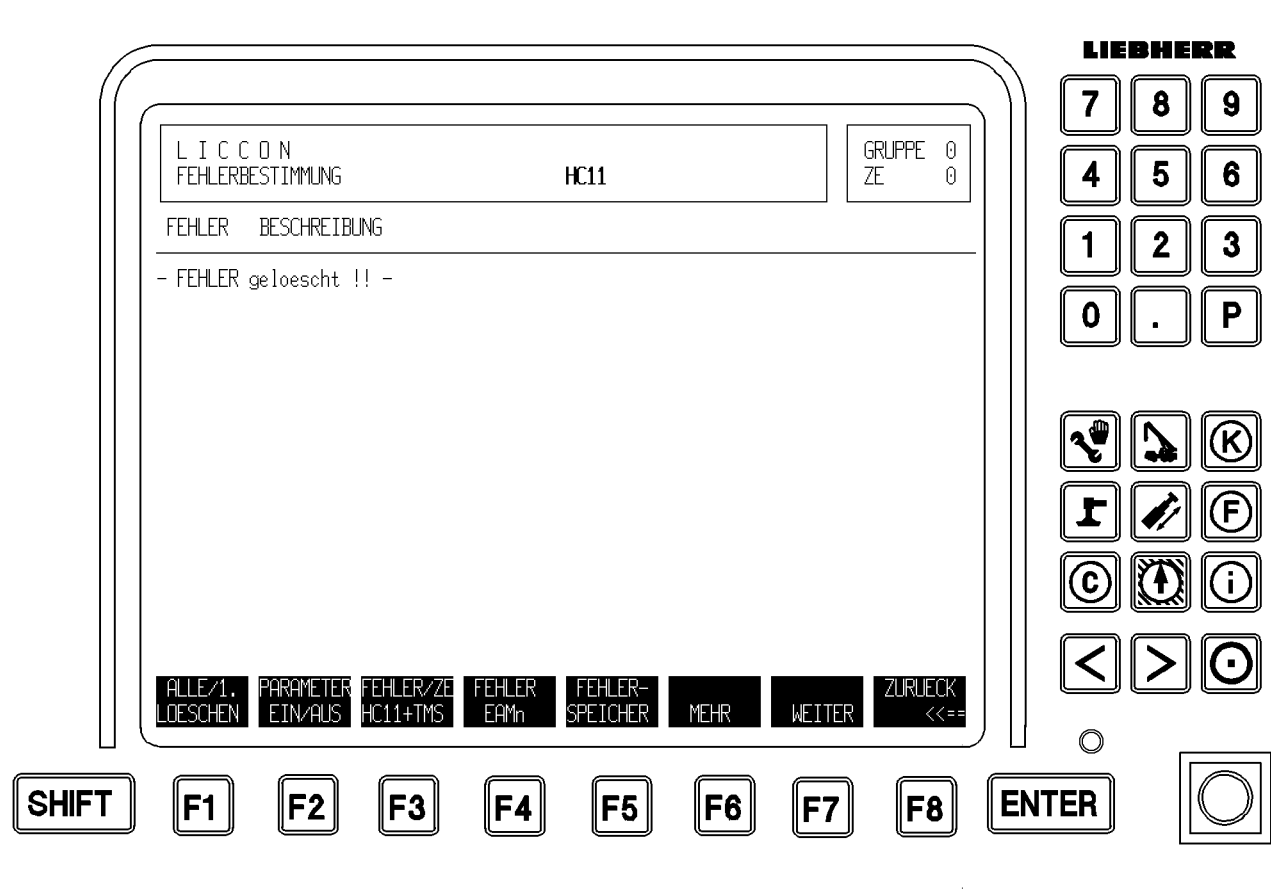 LIEBHERR
L I C C O N
FEHLERBESTIMMUNG HC11
GRUPPE 0
ZE 0
FEHLER BESCHREIBUNG
- FEHLER geloescht !! -
ALLE/1. LOESCHEN
PARAMETER EIN/AUS
FEHLER/ZE HC11+TMS
FEHLER EAMn
FEHLER- SPEICHER
MEHR
WEITER
ZURUECK <<==
7 8 9
4 5 6
1 2 3
0 . P
K
F
C i
< >
SHIFT F1 F2 F3 F4 F5 F6 F7 F8 ENTER